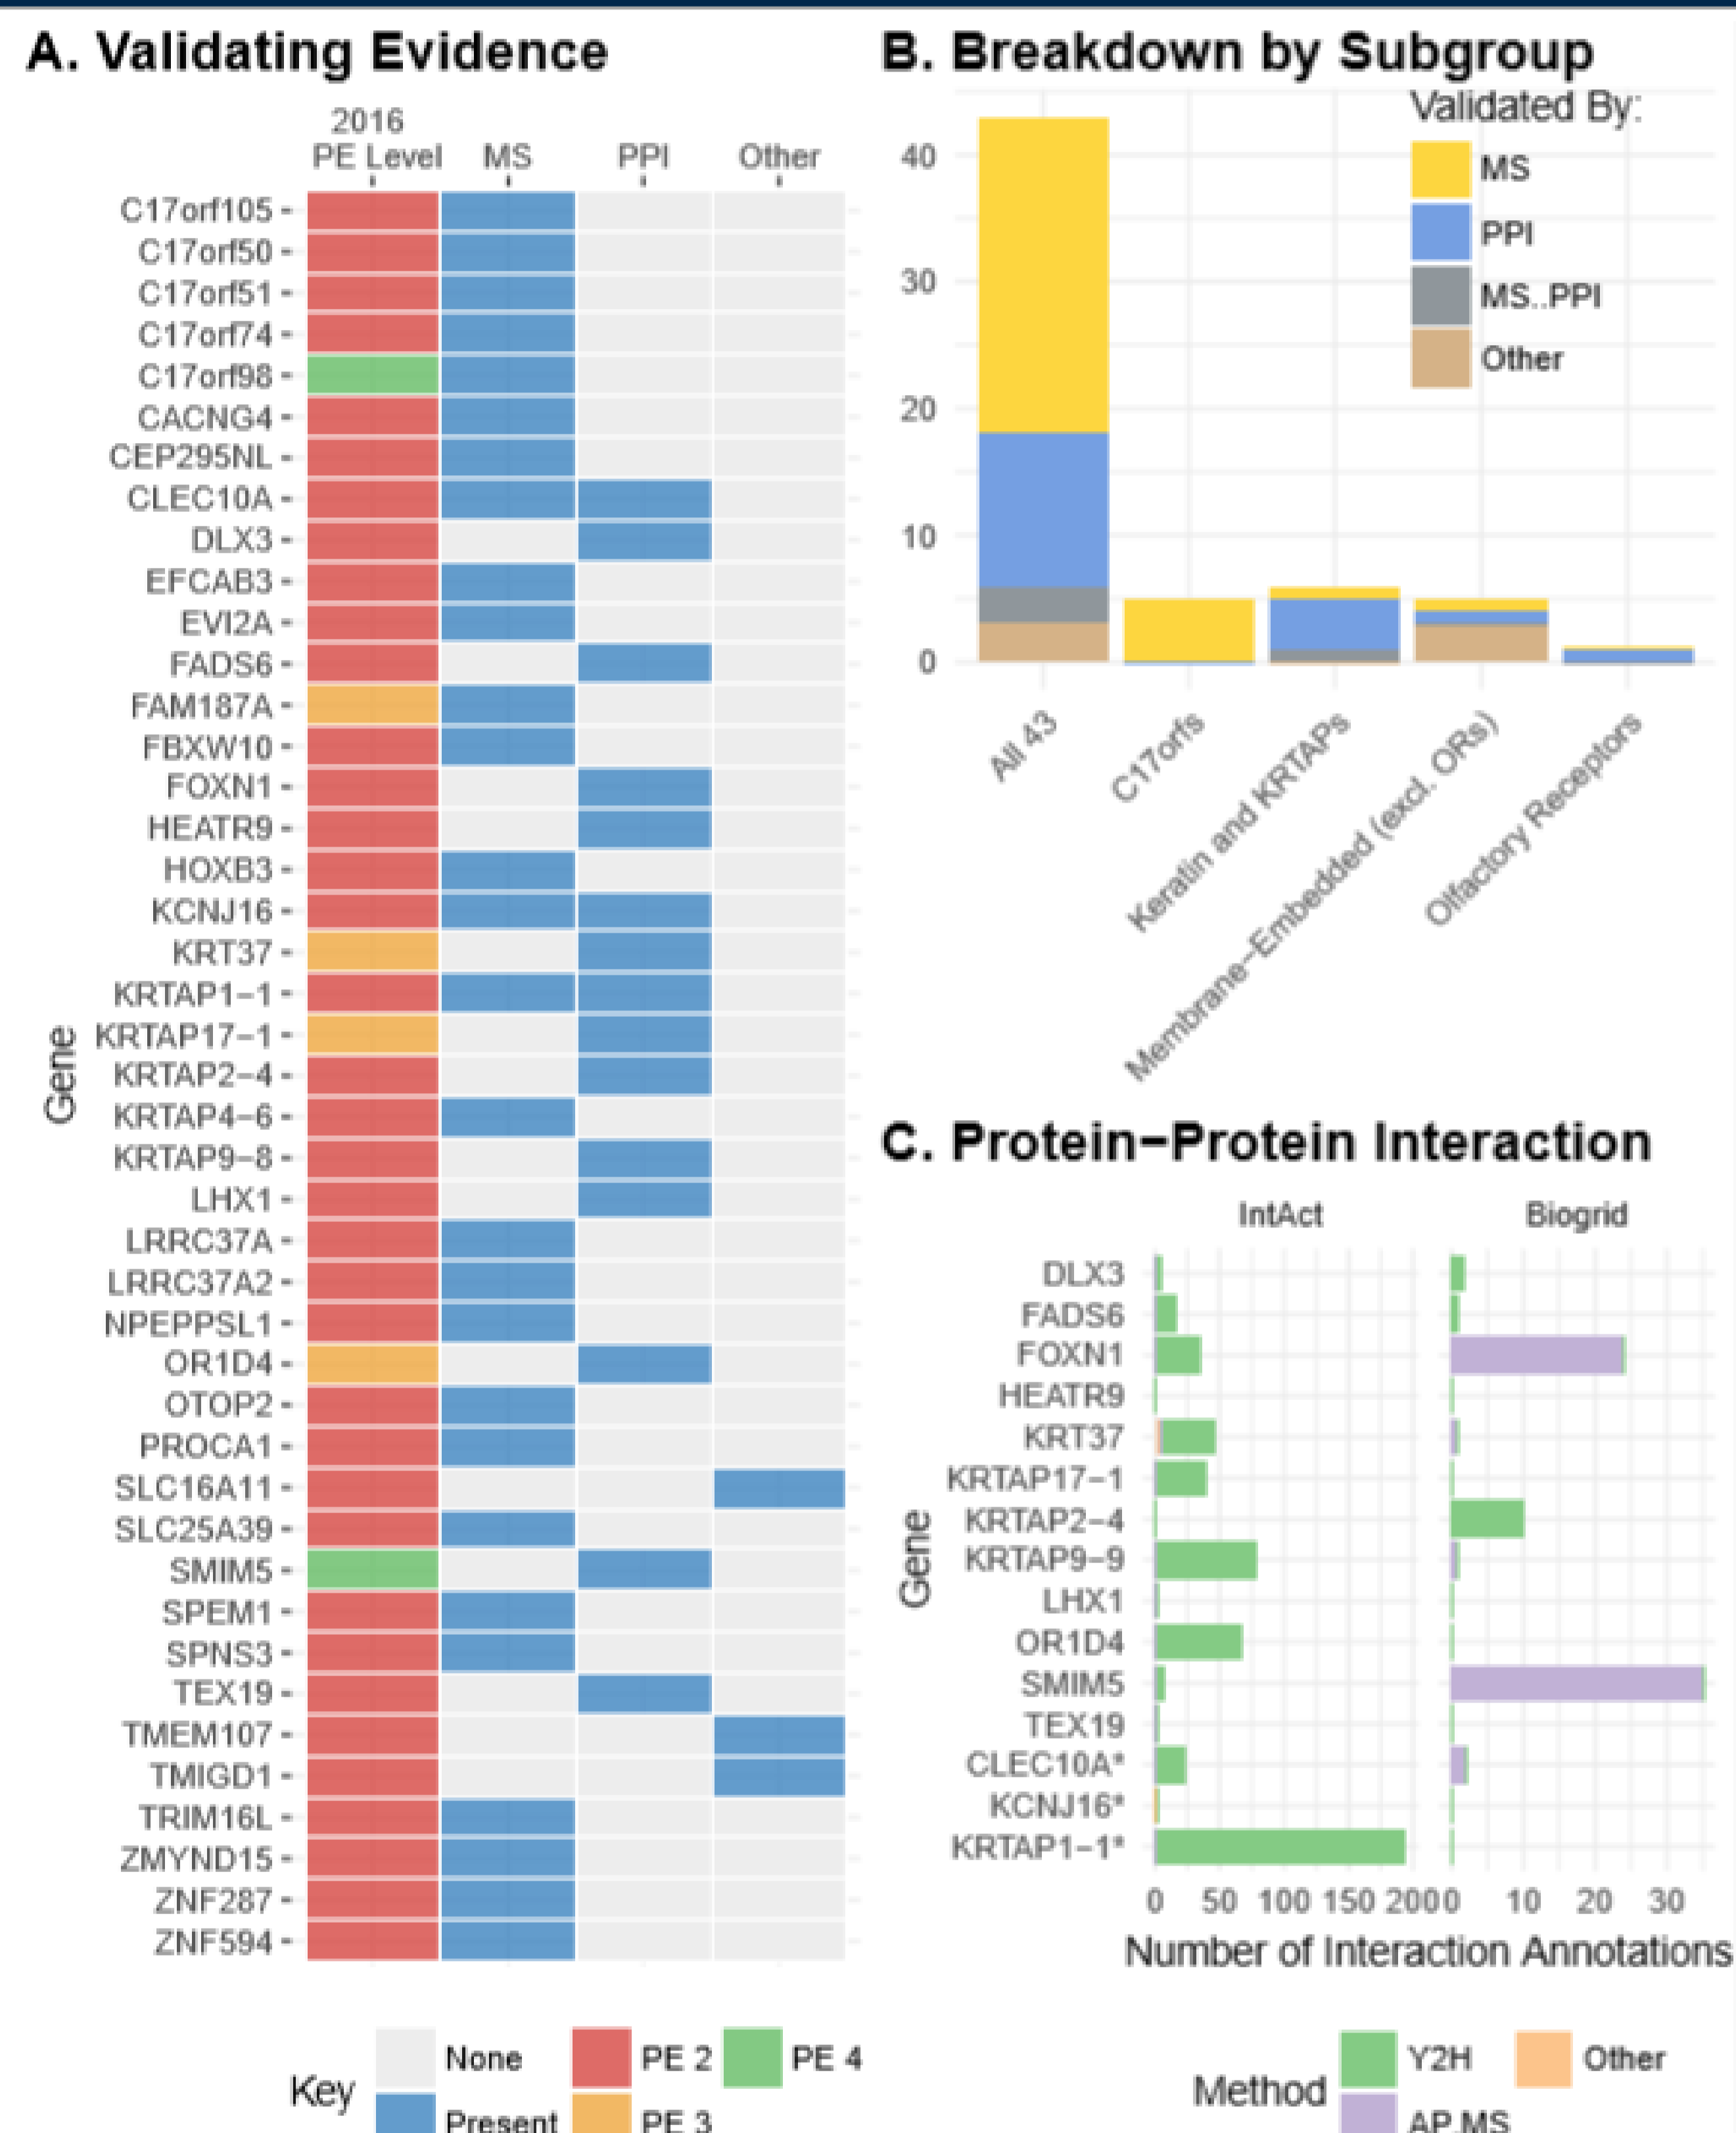 A. Validating Evidence
2016
PE Level MS PPI Other
C17orf105
C17orf50
C17orf51
C17orf74
C17orf98
CACNG4
CEP295NL
CLEC10A
DLX3
EFCAB3
EVI2A
FADS6
FAM187A
FBXW10
FOXN1
HEATR9
HOXB3
KCNJ16
KRT37
KRTAP1−1
KRTAP17−1
KRTAP2−4
KRTAP4−6
KRTAP9−8
LHX1
LRRC37A
LRRC37A2
NPEPPSL1
OR1D4
OTOP2
PROCA1
SLC16A11
SLC25A39
SMIM5
SPEM1
SPNS3
TEX19
TMEM107
TMIGD1
TRIM16L
ZMYND15
ZNF287
ZNF594
Gene
Key
None
Present
PE 2
PE 3
PE 4
B. Breakdown by Subgroup
Validated By:
MS
PPI
MS..PPI
Other
40
30
20
10
0
All 43
C17orfs
Keratin and KRTAPs
Membrane−Embedded (excl. ORs)
Olfactory Receptors
C. Protein−Protein Interaction
IntAct Biogrid
DLX3
FADS6
FOXN1
HEATR9
KRT37
KRTAP17−1
KRTAP2−4
KRTAP9−9
LHX1
OR1D4
SMIM5
TEX19
CLEC10A*
KCNJ16*
KRTAP1−1*
Gene
0 50 100 150 200 0 10 20 30
Number of Interaction Annotations
Method
Y2H
AP.MS
Other